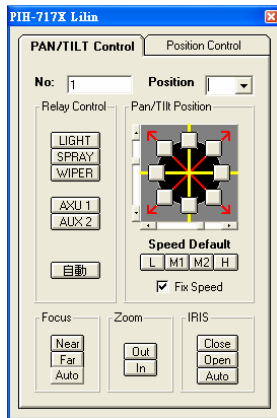 PIH-717X Lilin
PAN/TILT Control
Position Control
No: 1 Position
Relay Control
Pan/TIlt Position
LIGHT
SPRAY
WIPER
AXU 1
AUX 2
自動
Speed Default
L M1 M2 H
Fix Speed
Focus
Near
Far
Auto
Zoom
Out
In
IRIS
Close
Open
Auto